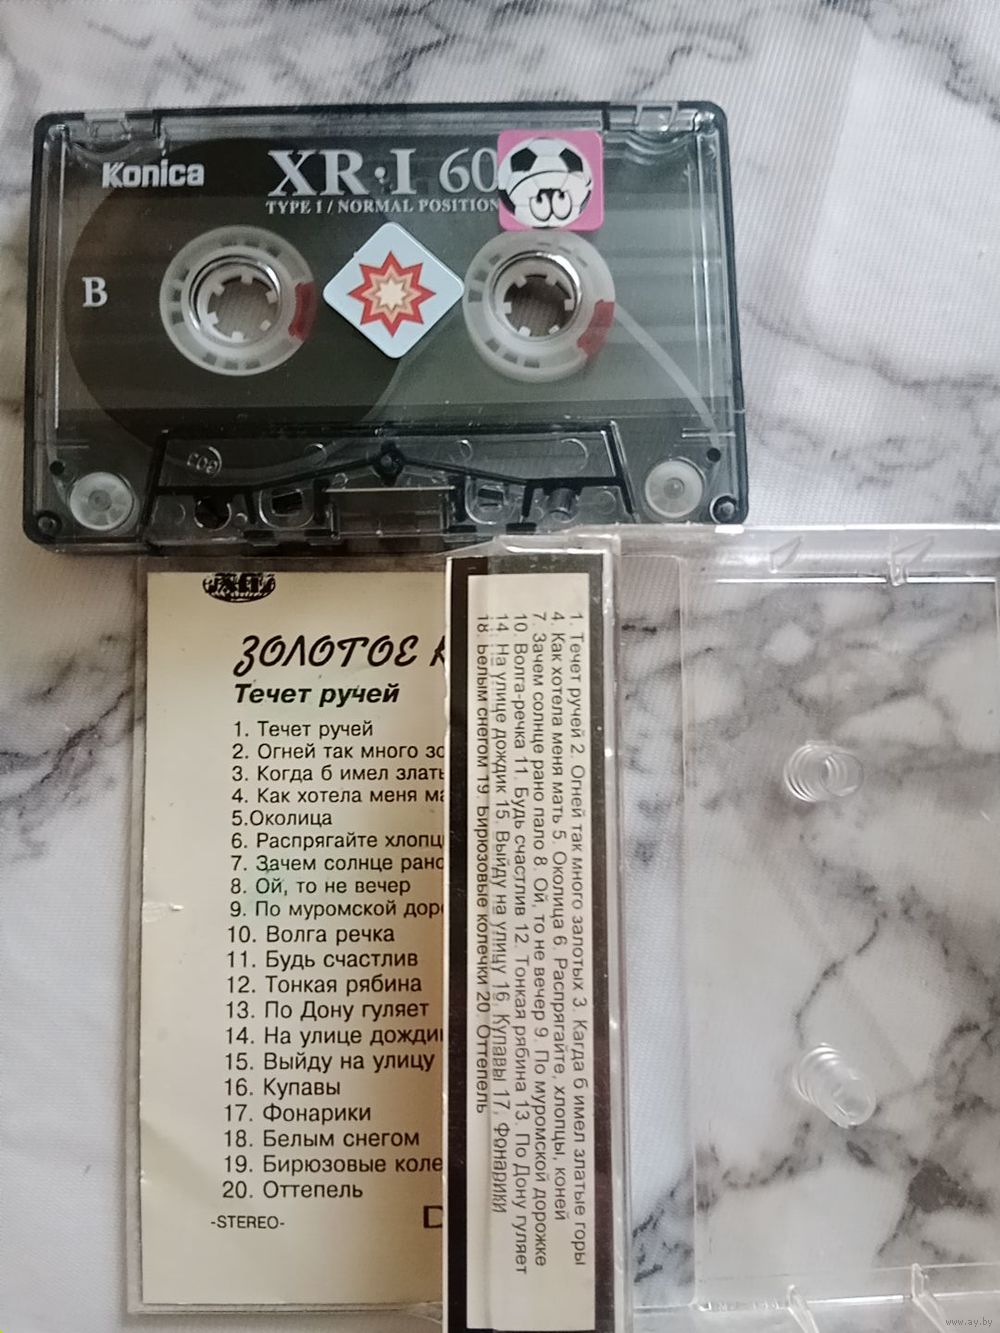 Konica
XR·I 60
TYPE I / NORMAL POSITION
B
603
ЗОЛОТОЕ
Течет ручей
1. Течет ручей
2. Огней так много зо
3. Когда б имел злать
4. Как хотела меня ма
5.Околица
6. Распрягайте хлопц
7. Зачем солнце рано
8. Ой, то не вечер
9. По муромской доро
10. Волга речка
11. Будь счастлив
12. Тонкая рябина
13. По Дону гуляет
14. На улице дожди
15. Выйду на улицу
16. Купавы
17. Фонарики
18. Белым снегом
19. Бирюзовые коле
20. Оттепель
-STEREO-
D
1. Течет ручей 2. Огней так много залотых 3. Кагда б имел златые горы
4. Как хотела меня мать 5. Околица 6. Распрягайте, хлопцы, коней
7. Зачем солнце рано пало 8. Ой, то не вечер 9. По муромской дорожке
10. Волга-речка 11. Будь счастлив 12. Тонкая рябина 13. По Дону гуляет
14. На улице дождик 15. Выйду на улицу 16. Купавы 17. Фонарики
18. Белым снегом 19. Бирюзовые колечки 20. Оттепель
www.ay.by